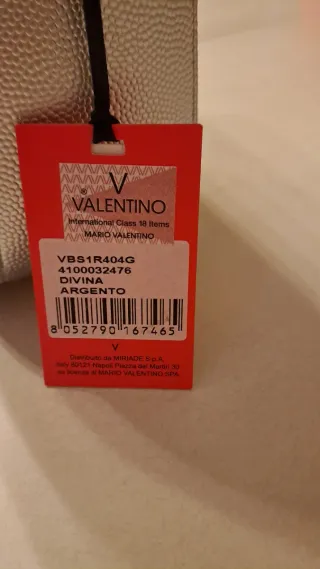 V
® VALENTINO
International Class 18 Items
MARIO VALENTINO
VBS1R404G
4100032476
DIVINA
ARGENTO
8 052790 167465
V
Distribuito da MIRIADE S.p.A.
Italy 80121 Napoli Piazza dei Martiri 30
su licenza di MARIO VALENTINO SPA